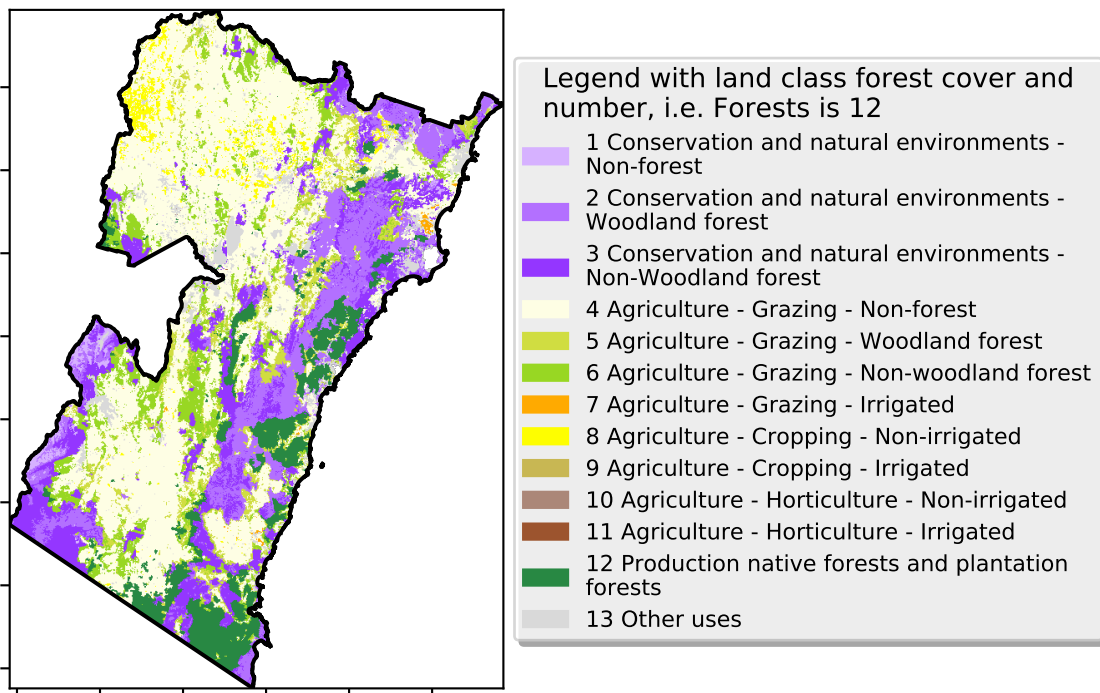 Legend with land class forest cover and
number, i.e. Forests is 12
1 Conservation and natural environments -
Non-forest
2 Conservation and natural environments -
Woodland forest
3 Conservation and natural environments -
Non-Woodland forest
4 Agriculture - Grazing - Non-forest
5 Agriculture - Grazing - Woodland forest
6 Agriculture - Grazing - Non-woodland forest
7 Agriculture - Grazing - Irrigated
8 Agriculture - Cropping - Non-irrigated
9 Agriculture - Cropping - Irrigated
10 Agriculture - Horticulture - Non-irrigated
11 Agriculture - Horticulture - Irrigated
12 Production native forests and plantation
forests
13 Other uses